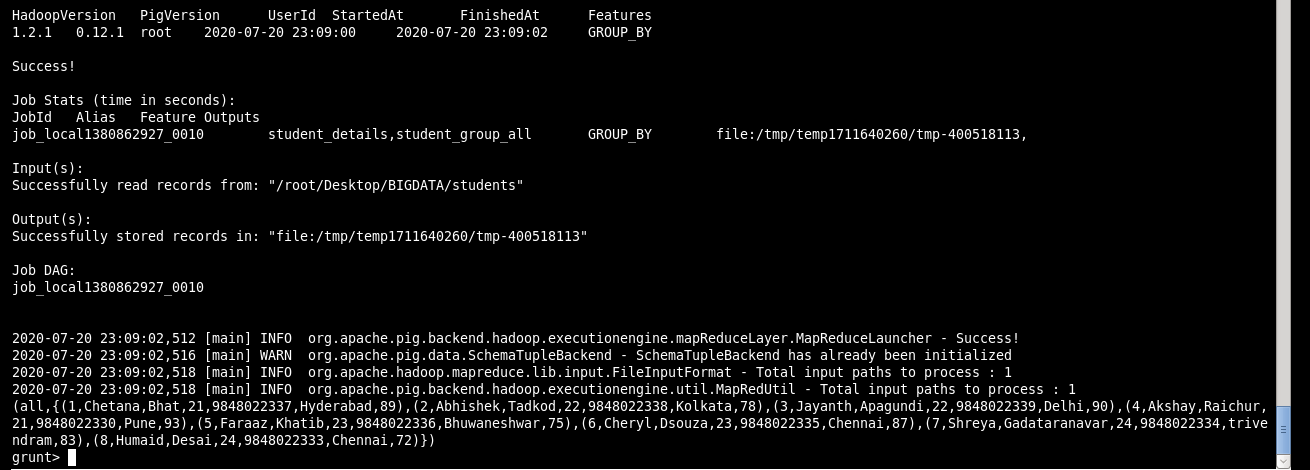 HadoopVersion   PigVersion      UserId  StartedAt       FinishedAt      Features
1.2.1   0.12.1  root    2020-07-20 23:09:00     2020-07-20 23:09:02     GROUP_BY
Success!
Job Stats (time in seconds):
JobId   Alias   Feature Outputs
job_local1380862927_0010        student_details,student_group_all       GROUP_BY        file:/tmp/temp1711640260/tmp-400518113,
Input(s):
Successfully read records from: "/root/Desktop/BIGDATA/students"
Output(s):
Successfully stored records in: "file:/tmp/temp1711640260/tmp-400518113"
Job DAG:
job_local1380862927_0010
2020-07-20 23:09:02,512 [main] INFO  org.apache.pig.backend.hadoop.executionengine.mapReduceLayer.MapReduceLauncher - Success!
2020-07-20 23:09:02,516 [main] WARN  org.apache.pig.data.SchemaTupleBackend - SchemaTupleBackend has already been initialized
2020-07-20 23:09:02,518 [main] INFO  org.apache.hadoop.mapreduce.lib.input.FileInputFormat - Total input paths to process : 1
2020-07-20 23:09:02,518 [main] INFO  org.apache.pig.backend.hadoop.executionengine.util.MapRedUtil - Total input paths to process : 1
(all,{(1,Chetana,Bhat,21,9848022337,Hyderabad,89),(2,Abhishek,Tadkod,22,9848022338,Kolkata,78),(3,Jayanth,Apagundi,22,9848022339,Delhi,90),(4,Akshay,Raichur,
21,9848022330,Pune,93),(5,Faraaz,Khatib,23,9848022336,Bhuwaneshwar,75),(6,Cheryl,Dsouza,23,9848022335,Chennai,87),(7,Shreya,Gadataranavar,24,9848022334,trive
ndram,83),(8,Humaid,Desai,24,9848022333,Chennai,72)})
grunt>